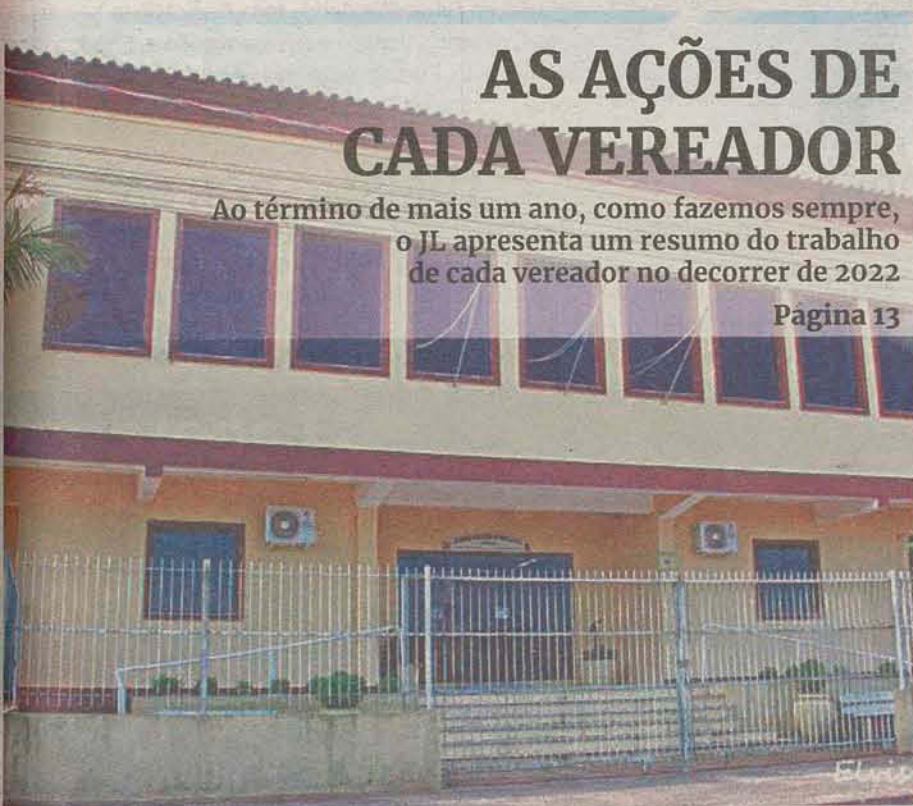 AS AÇÕES DE
CADA VEREADOR
Ao término de mais um ano, como fazemos sempre,
o JL apresenta um resumo do trabalho
de cada vereador no decorrer de 2022
Página 13
Elvis